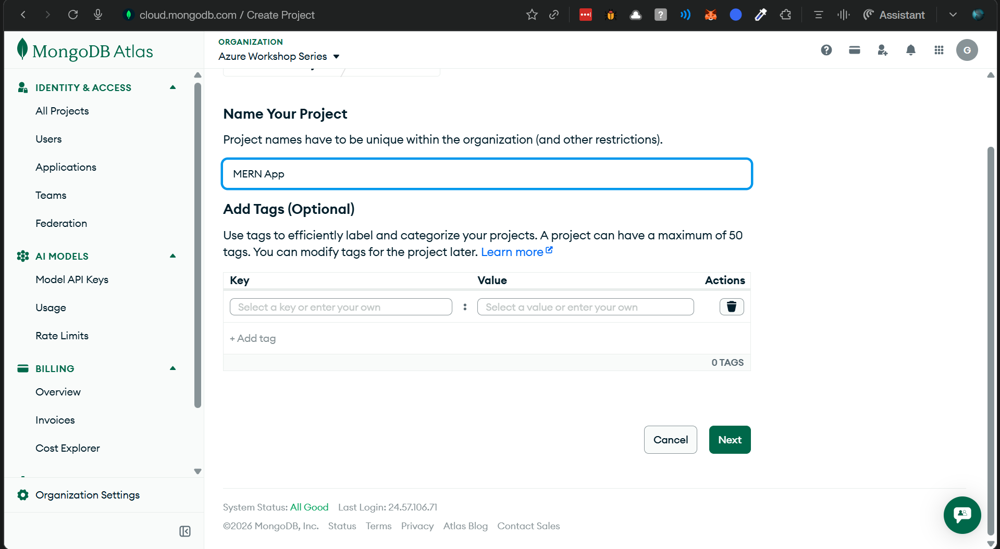 cloud.mongodb.com / Create Project
Assistant
MongoDB Atlas
ORGANIZATION
Azure Workshop Series
G
IDENTITY & ACCESS
All Projects
Users
Applications
Teams
Federation
AI MODELS
Model API Keys
Usage
Rate Limits
BILLING
Overview
Invoices
Cost Explorer
Organization Settings
Name Your Project
Project names have to be unique within the organization (and other restrictions).
MERN App
Add Tags (Optional)
Use tags to efficiently label and categorize your projects. A project can have a maximum of 50
tags. You can modify tags for the project later. Learn more
Key Value Actions
Select a key or enter your own : Select a value or enter your own
+ Add tag
0 TAGS
Cancel Next
System Status: All Good Last Login: 24.57.106.71
©2026 MongoDB, Inc. Status Terms Privacy Atlas Blog Contact Sales